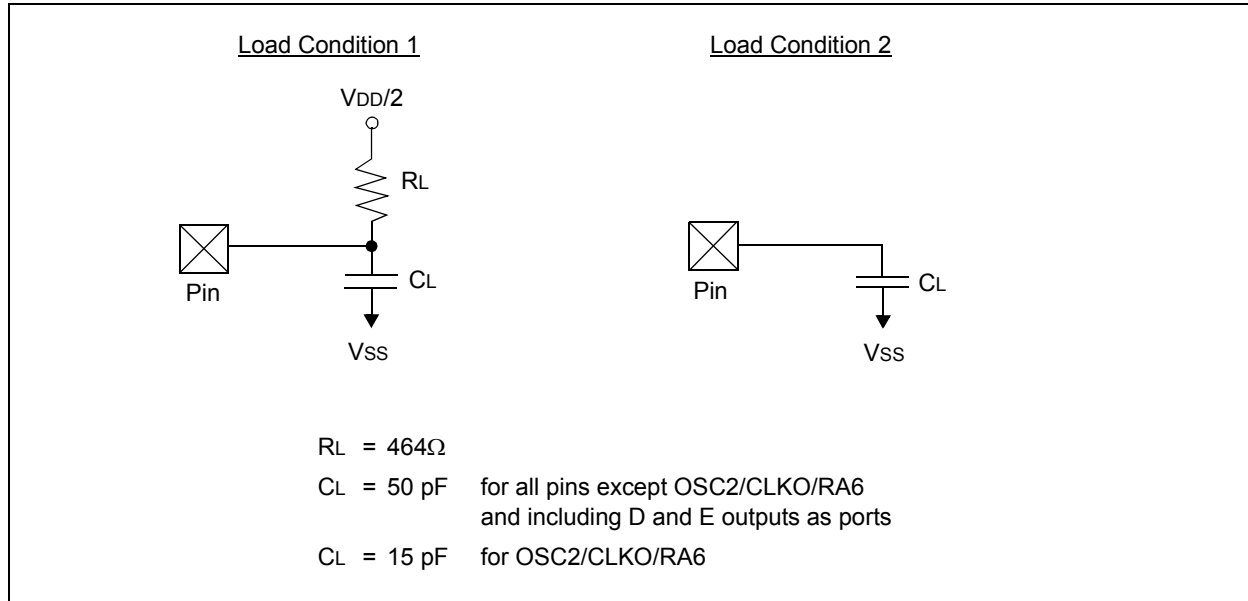 Load Condition 1
Load Condition 2
VDD/2
RL
Pin
CL
VSS
Pin
CL
VSS
RL = 464Ω
CL = 50 pF for all pins except OSC2/CLKO/RA6
and including D and E outputs as ports
CL = 15 pF for OSC2/CLKO/RA6